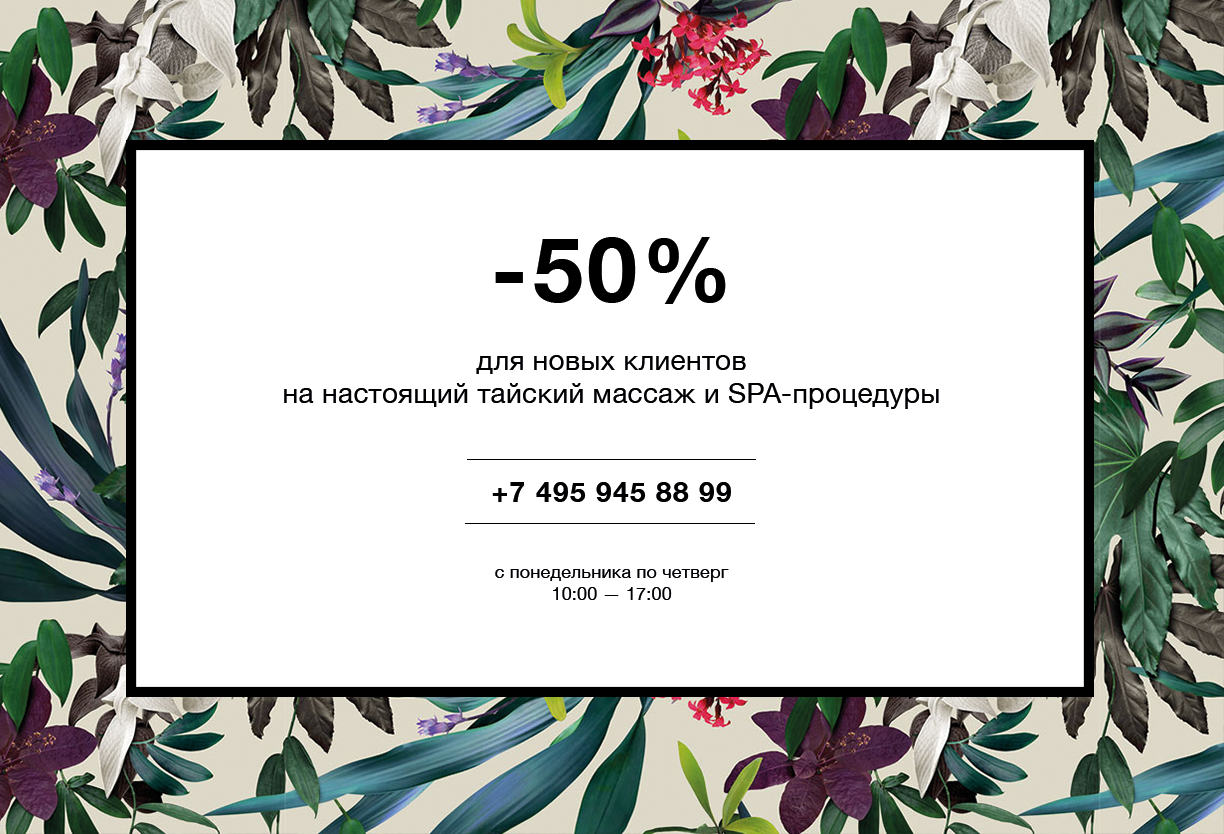 -50%
для новых клиентов
на настоящий тайский массаж и SPA-процедуры
+7 495 945 88 99
с понедельника по четверг
10:00 — 17:00